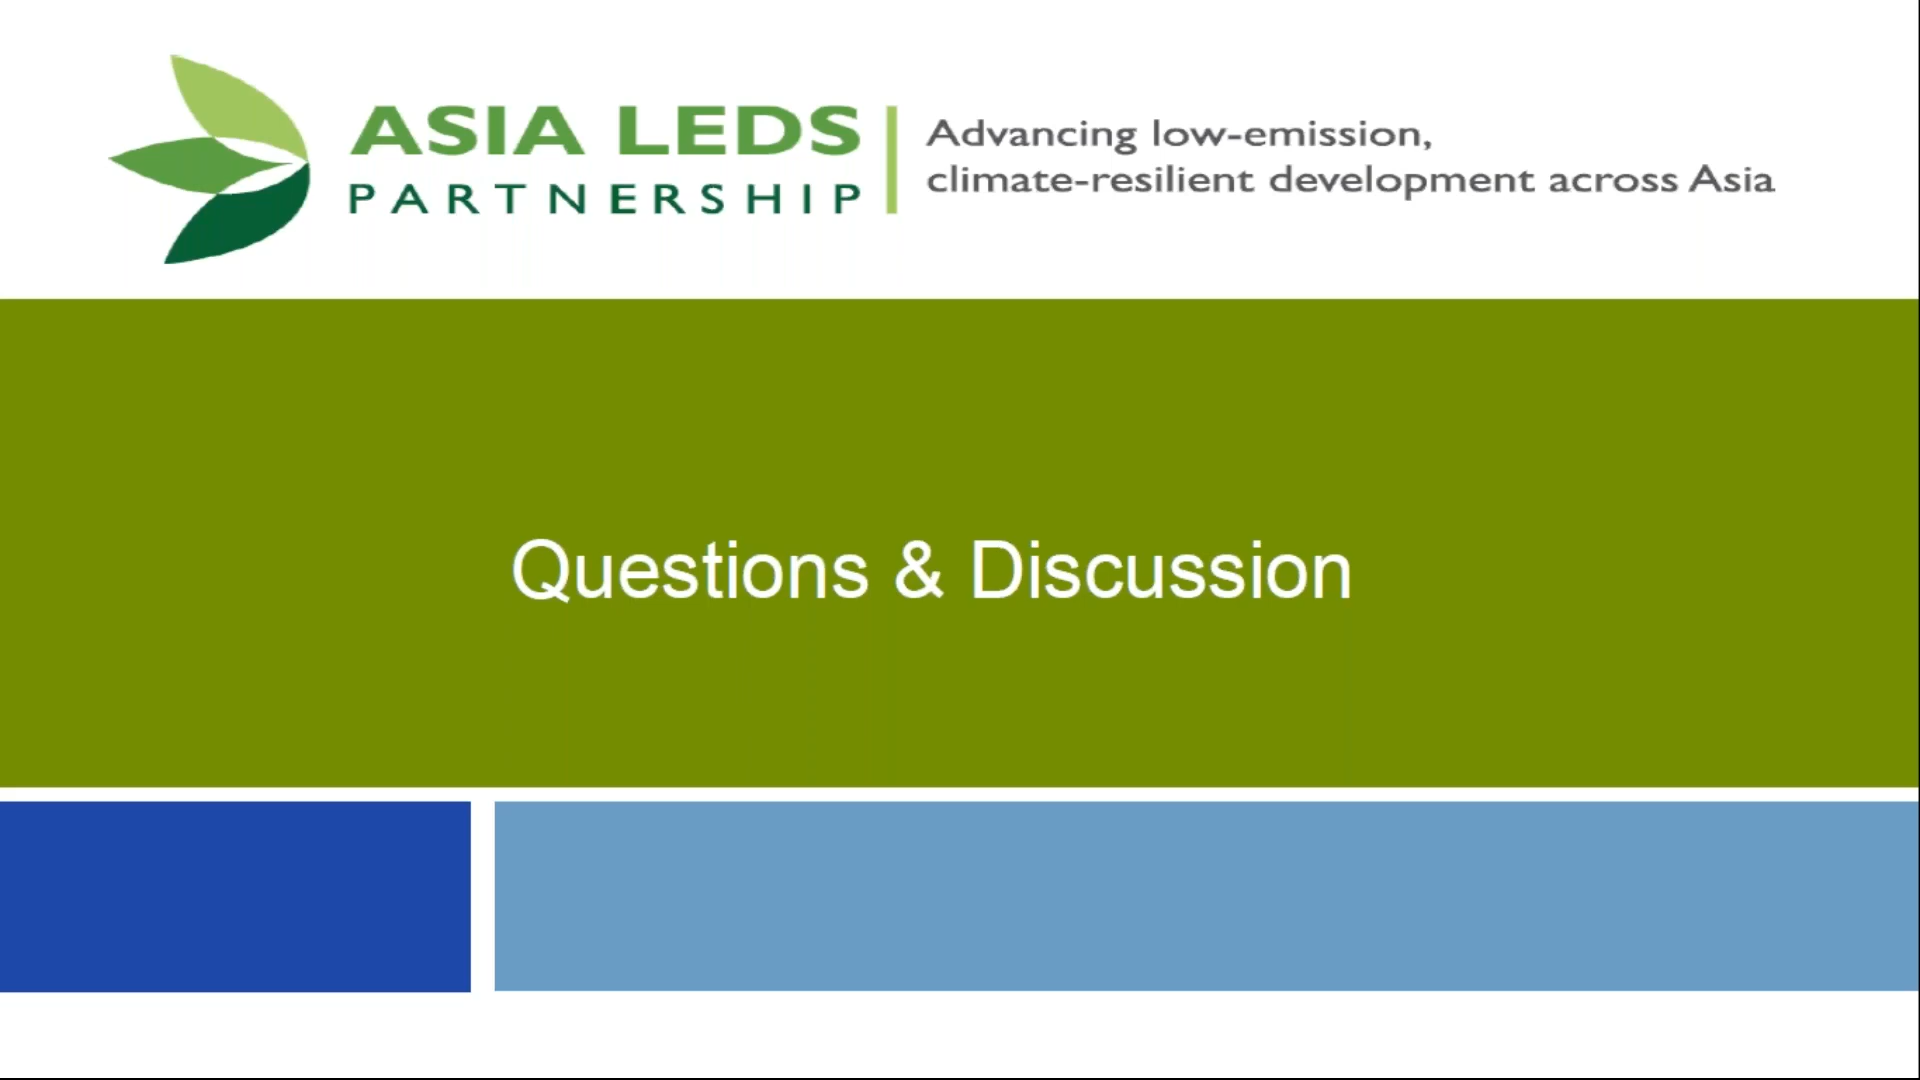 ASIA LEDS
PARTNERSHIP
Advancing low-emission,
climate-resilient development across Asia
Questions & Discussion